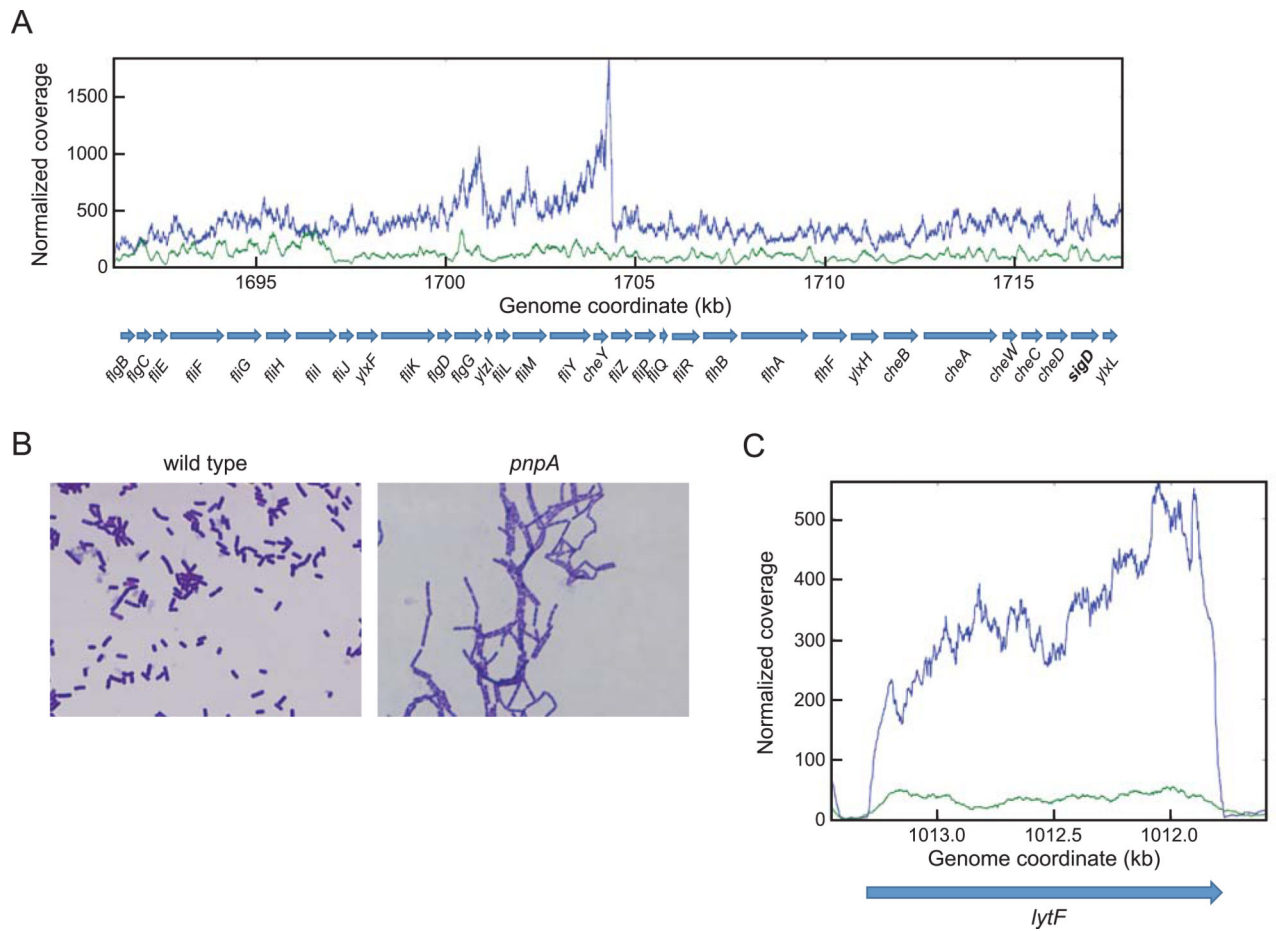 A
Normalized coverage
1500
1000
500
0
1695
1700
1705
1710
1715
Genome coordinate (kb)
flgB
flgC
fliE
fliF
fliG
fliH
fliI
fliJ
ylxF
fliK
flgD
flgG
ylzI
fliL
fliM
fliY
cheY
fliZ
fliP
fliQ
fliR
flhB
flhA
flhF
ylxH
cheB
cheA
cheW
cheC
cheD
sigD
ylxL
B
wild type
pnpA
C
Normalized coverage
500
400
300
200
100
0
1013.0
1012.5
1012.0
Genome coordinate (kb)
lytF